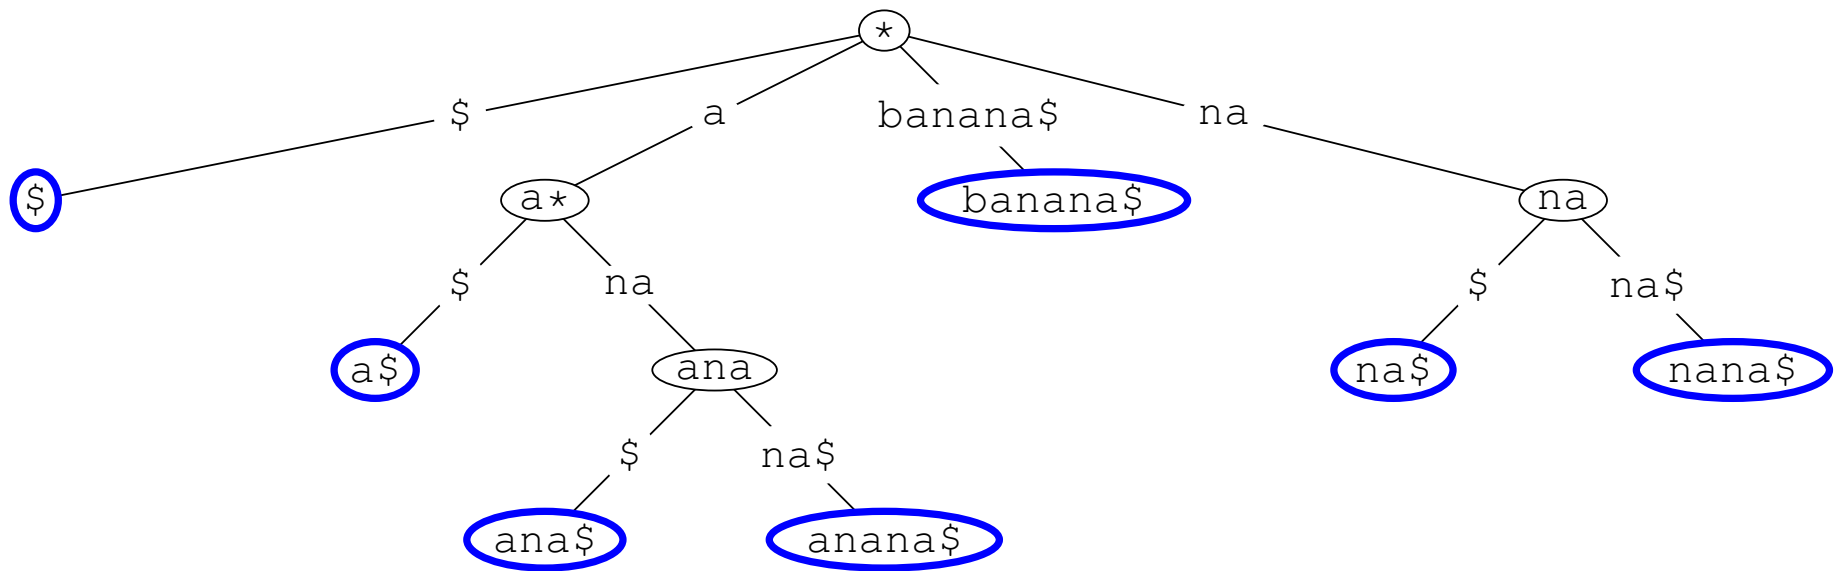 *
$ a banana$ na
$ a* banana$ na
$ na $ na$
a$ ana na$ nana$
$ na$
ana$ anana$